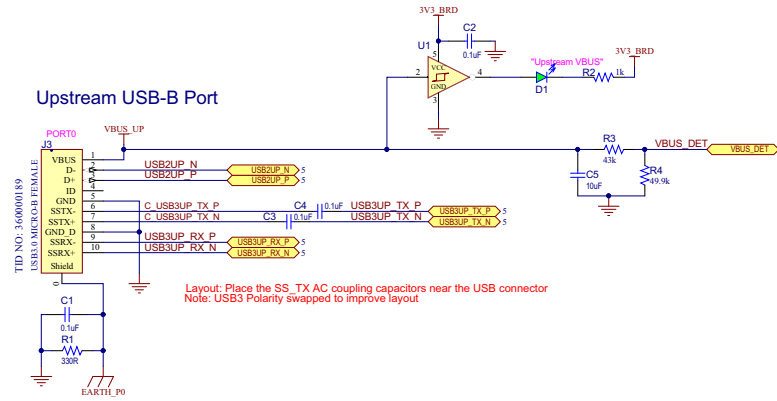 3V3_BRD
C2
0.1uF
U1
5
VCC
GND
2
4
3
"Upstream VBUS"
D1
R2
1k
3V3_BRD
Upstream USB-B Port
VBUS_UP
PORT0
J3
TID NO: 360000189
USB3.0 MICRO-B FEMALE
VBUS 1
D- 2 USB2UP_N USB2UP_N 5
D+ 3 USB2UP_P USB2UP_P 5
ID 4
GND 5
SSTX- 6 C_USB3UP_TX_P C4 0.1uF USB3UP_TX_P USB3UP_TX_P 5
SSTX+ 7 C_USB3UP_TX_N C3 0.1uF USB3UP_TX_N USB3UP_TX_N 5
GND_D 8
SSRX- 9 USB3UP_RX_P USB3UP_RX_P 5
SSRX+ 10 USB3UP_RX_N USB3UP_RX_N 5
Shield
0
R3
43k
VBUS_DET
VBUS_DET
C5
10uF
R4
49.9k
Layout: Place the SS_TX AC coupling capacitors near the USB connector
Note: USB3 Polarity swapped to improve layout
C1
0.1uF
R1
330R
EARTH_P0